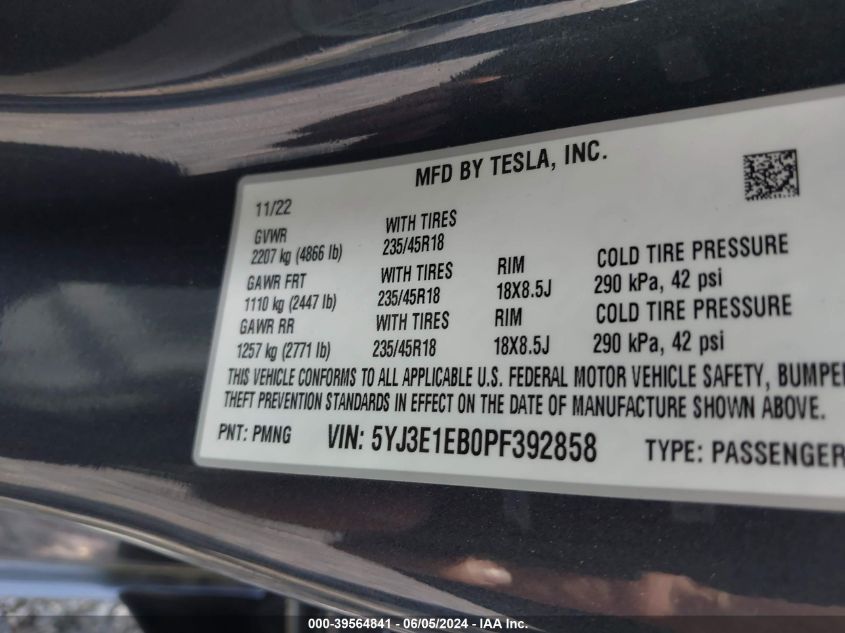 MFD BY TESLA, INC.
11/22
GVWR
2207 kg (4866 lb)
WITH TIRES
235/45R18
GAWR FRT
1110 kg (2447 lb)
WITH TIRES
235/45R18
RIM
18X8.5J
COLD TIRE PRESSURE
290 kPa, 42 psi
GAWR RR
1257 kg (2771 lb)
WITH TIRES
235/45R18
RIM
18X8.5J
COLD TIRE PRESSURE
290 kPa, 42 psi
THIS VEHICLE CONFORMS TO ALL APPLICABLE U.S. FEDERAL MOTOR VEHICLE SAFETY, BUMPER
THEFT PREVENTION STANDARDS IN EFFECT ON THE DATE OF MANUFACTURE SHOWN ABOVE.
PNT: PMNG VIN: 5YJ3E1EB0PF392858 TYPE: PASSENGER
000-39564841 - 06/05/2024 - IAA Inc.